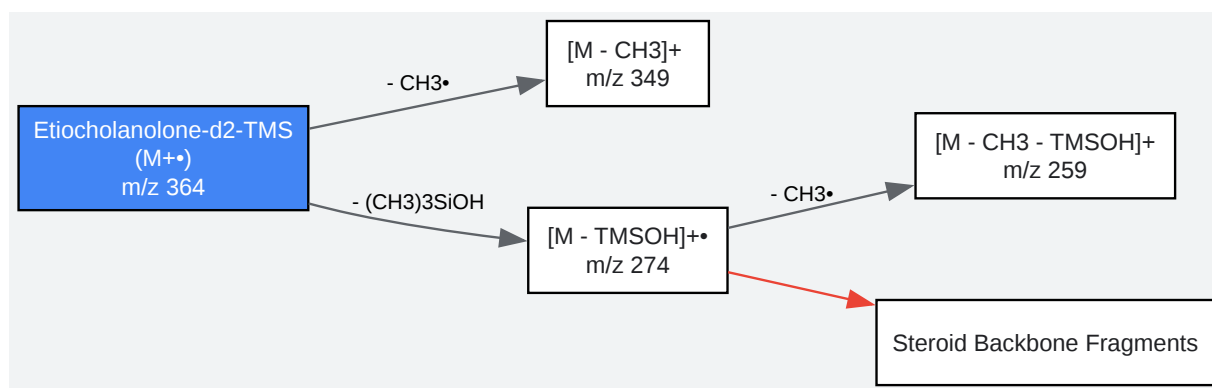 Etiocholanolone-d2-TMS
(M+•)
m/z 364
- CH3•
[M - CH3]+
m/z 349
- (CH3)3SiOH
[M - TMSOH]+•
m/z 274
- CH3•
[M - CH3 - TMSOH]+
m/z 259
Steroid Backbone Fragments